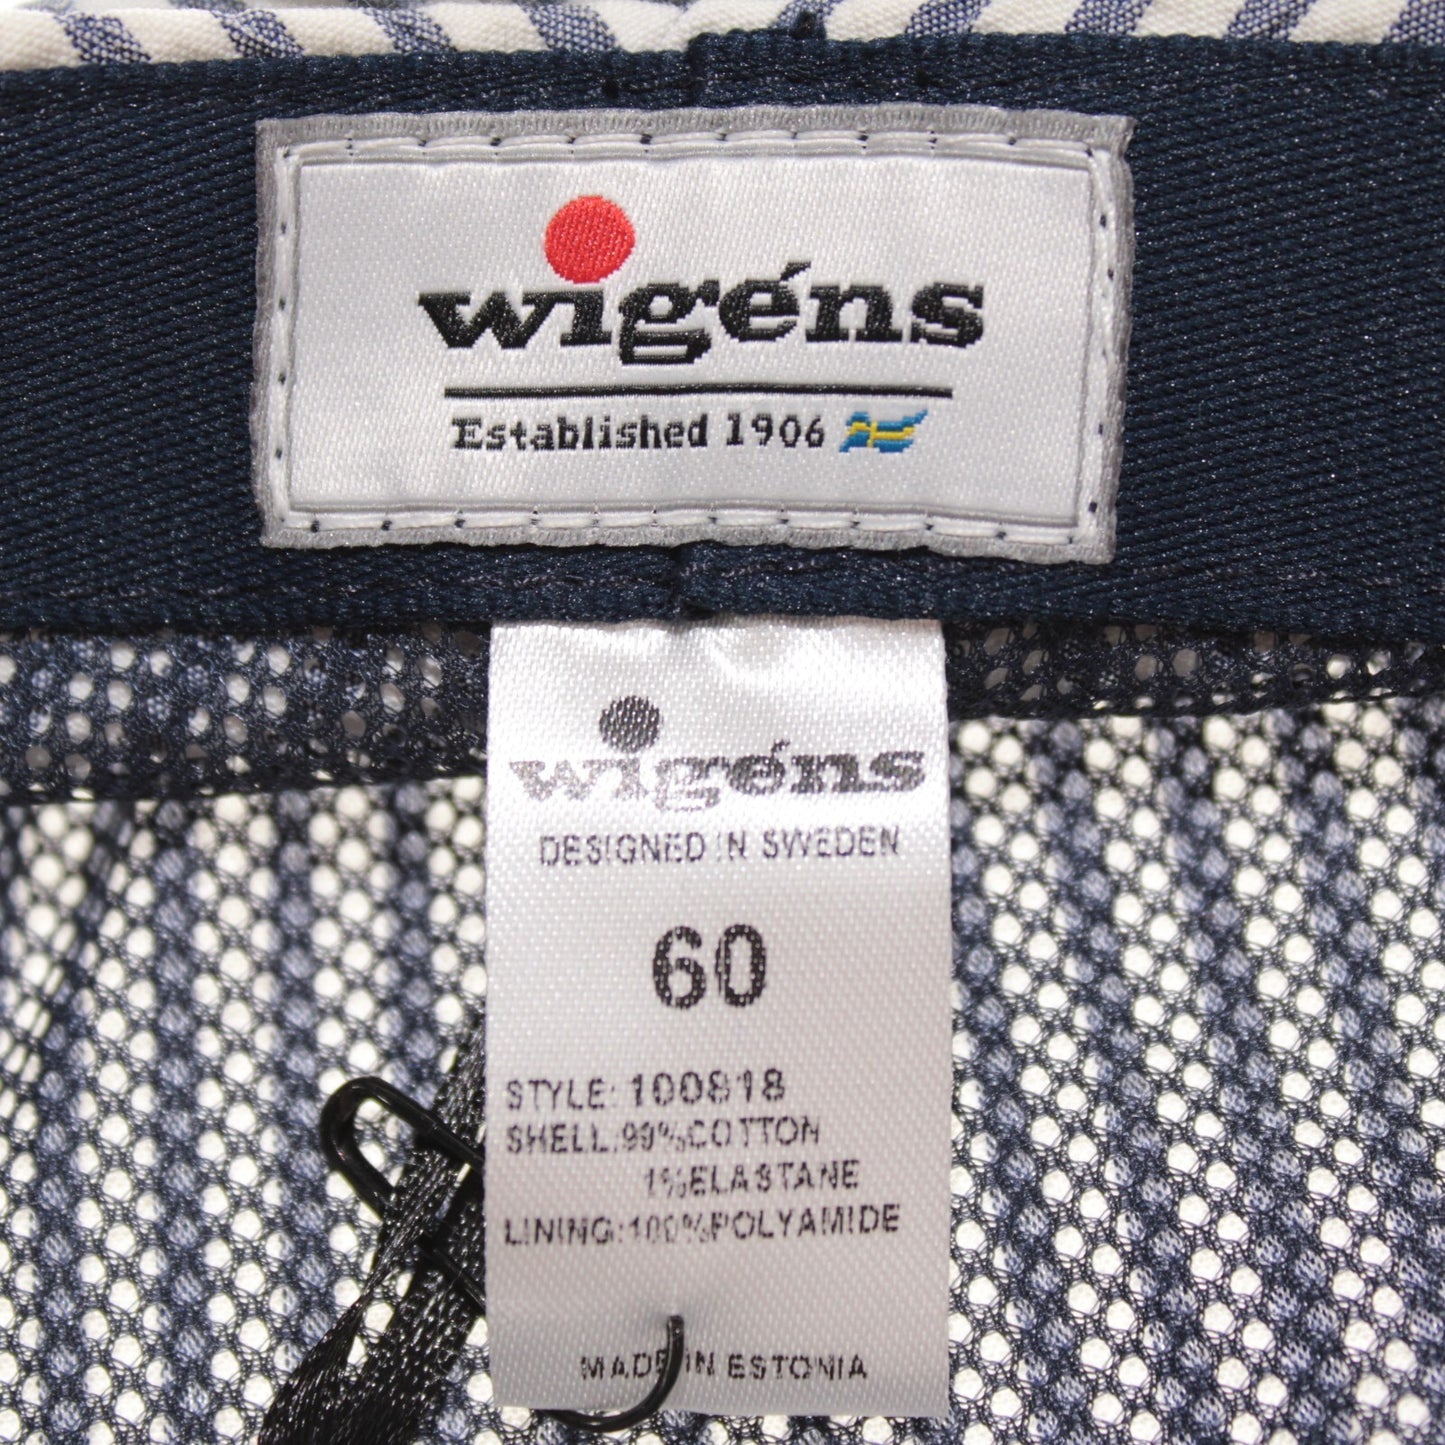 wigéns
Established 1906
wigéns
DESIGNED IN SWEDEN
60
STYLE: 100818
SHELL:99%COTTON
1%ELASTANE
LINING:100%POLYAMIDE
MADE IN ESTONIA